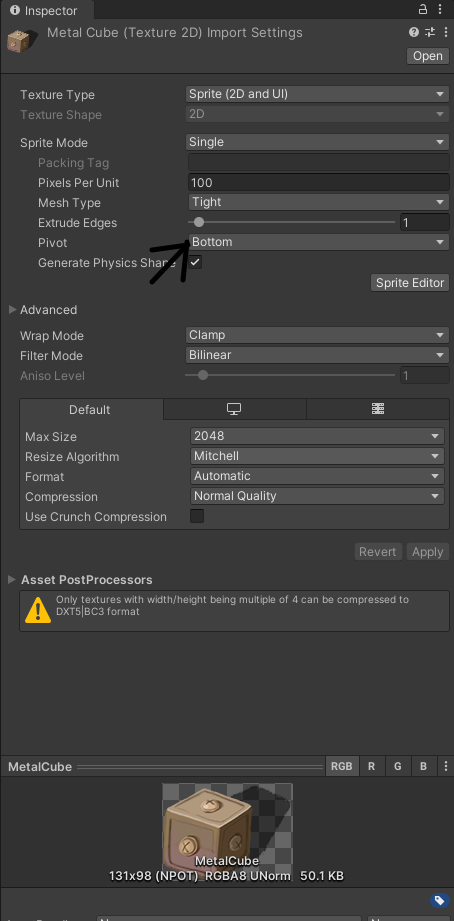 Inspector
Metal Cube (Texture 2D) Import Settings
Open
Texture Type Sprite (2D and UI)
Texture Shape 2D
Sprite Mode Single
Packing Tag
Pixels Per Unit 100
Mesh Type Tight
Extrude Edges 1
Pivot Bottom
Generate Physics Shape
Sprite Editor
Advanced
Wrap Mode Clamp
Filter Mode Bilinear
Aniso Level 1
Default
Max Size 2048
Resize Algorithm Mitchell
Format Automatic
Compression Normal Quality
Use Crunch Compression
Revert Apply
Asset PostProcessors
Only textures with width/height being multiple of 4 can be compressed to
DXT5|BC3 format
MetalCube RGB R G B
MetalCube
131x98 (NPOT) RGBA8 UNorm 50.1 KB